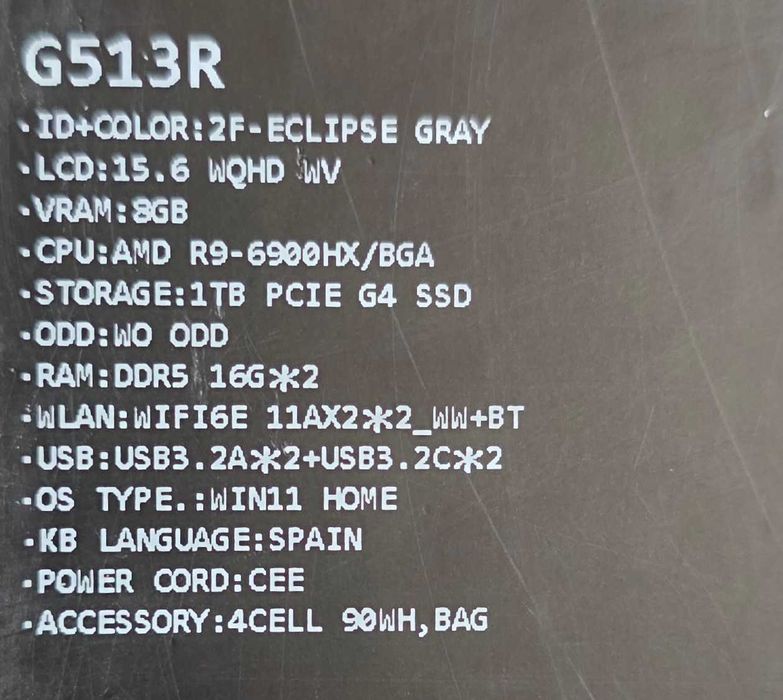 G513R
·ID+COLOR:2F-ECLIPSE GRAY
·LCD:15.6 WQHD WV
·VRAM:8GB
·CPU:AMD R9-6900HX/BGA
·STORAGE:1TB PCIE G4 SSD
·ODD:WO ODD
·RAM:DDR5 16G*2
·WLAN:WIFI6E 11AX2*2_WW+BT
·USB:USB3.2A*2+USB3.2C*2
·OS TYPE.:WIN11 HOME
·KB LANGUAGE:SPAIN
·POWER CORD:CEE
·ACCESSORY:4CELL 90WH,BAG